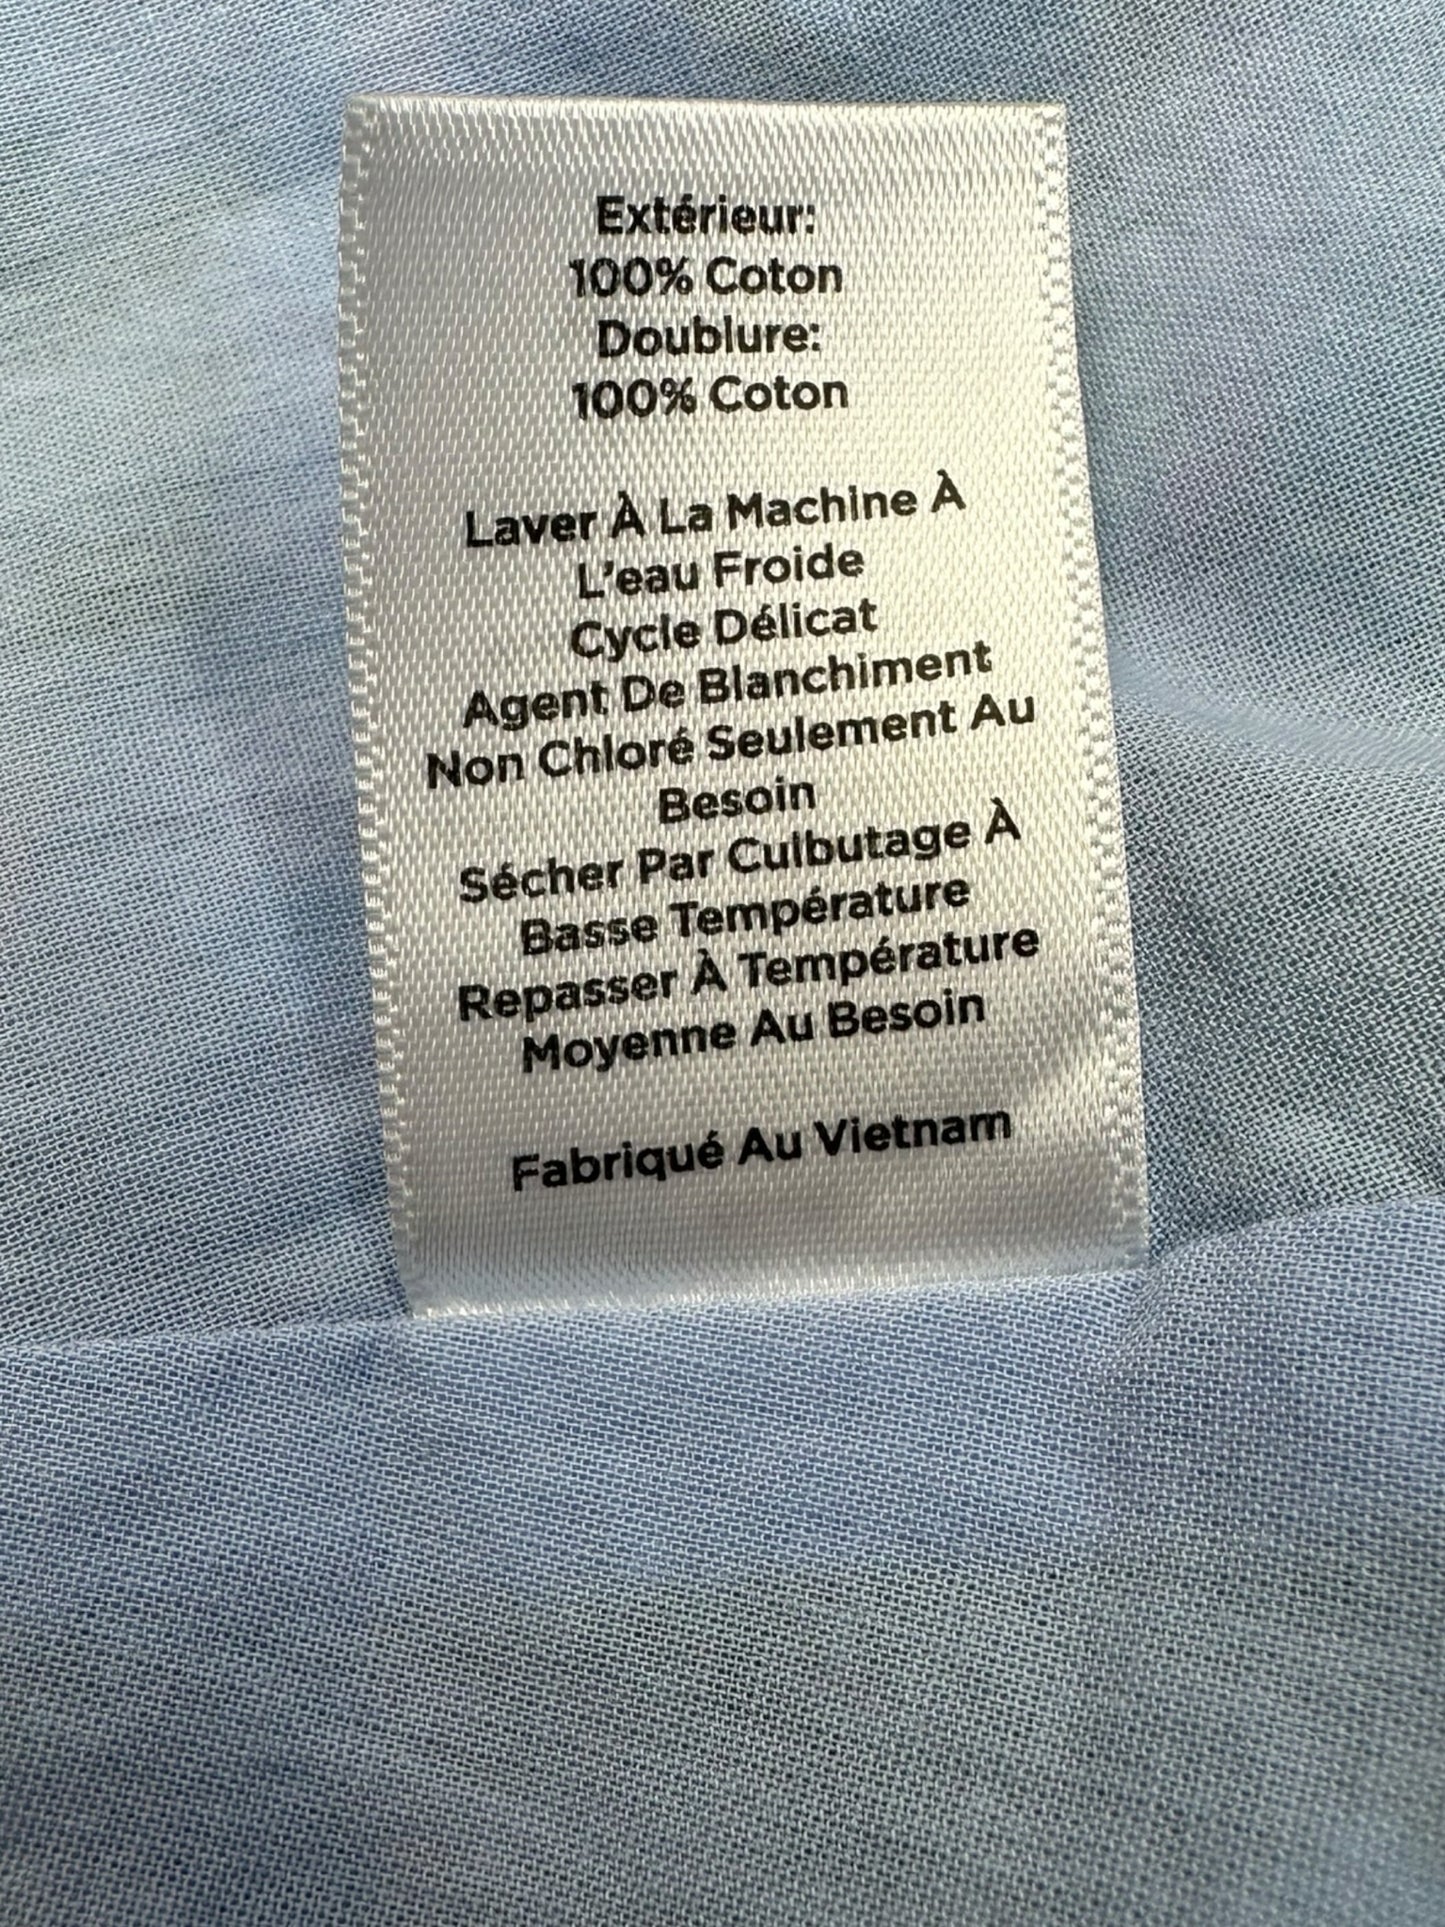 Extérieur:
100% Coton
Doublure:
100% Coton
Laver À La Machine À
L'eau Froide
Cycle Délicat
Agent De Blanchiment
Non Chloré Seulement Au
Besoin
Sécher Par Culbutage À
Basse Température
Repasser À Température
Moyenne Au Besoin
Fabriqué Au Vietnam